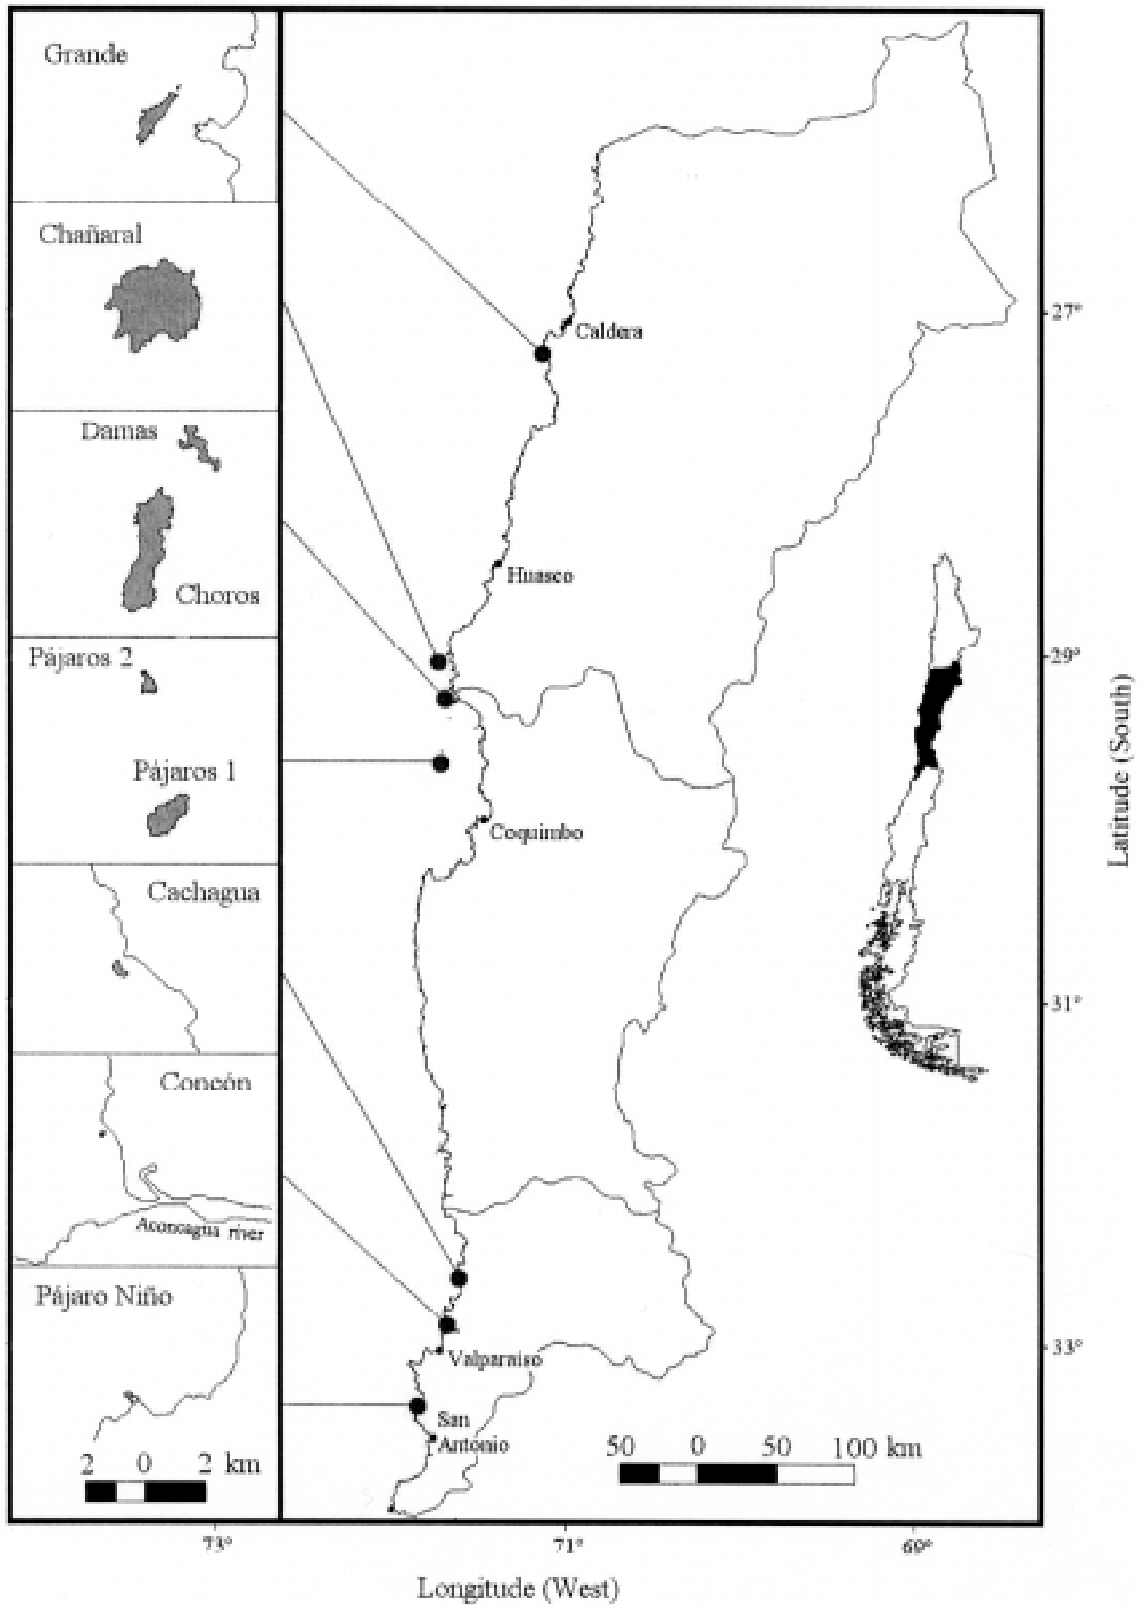 Grande
Chañaral
Damas
Choros
Pájaros 2
Pájaros 1
Cachagua
Concón
Aconcagua river
Pájaro Niño
2 0 2 km
Caldera
Huasco
Coquimbo
Valparaiso
San
Antonio
50 0 50 100 km
27°
29°
31°
33°
Latitude (South)
73° 71° 69°
Longitude (West)